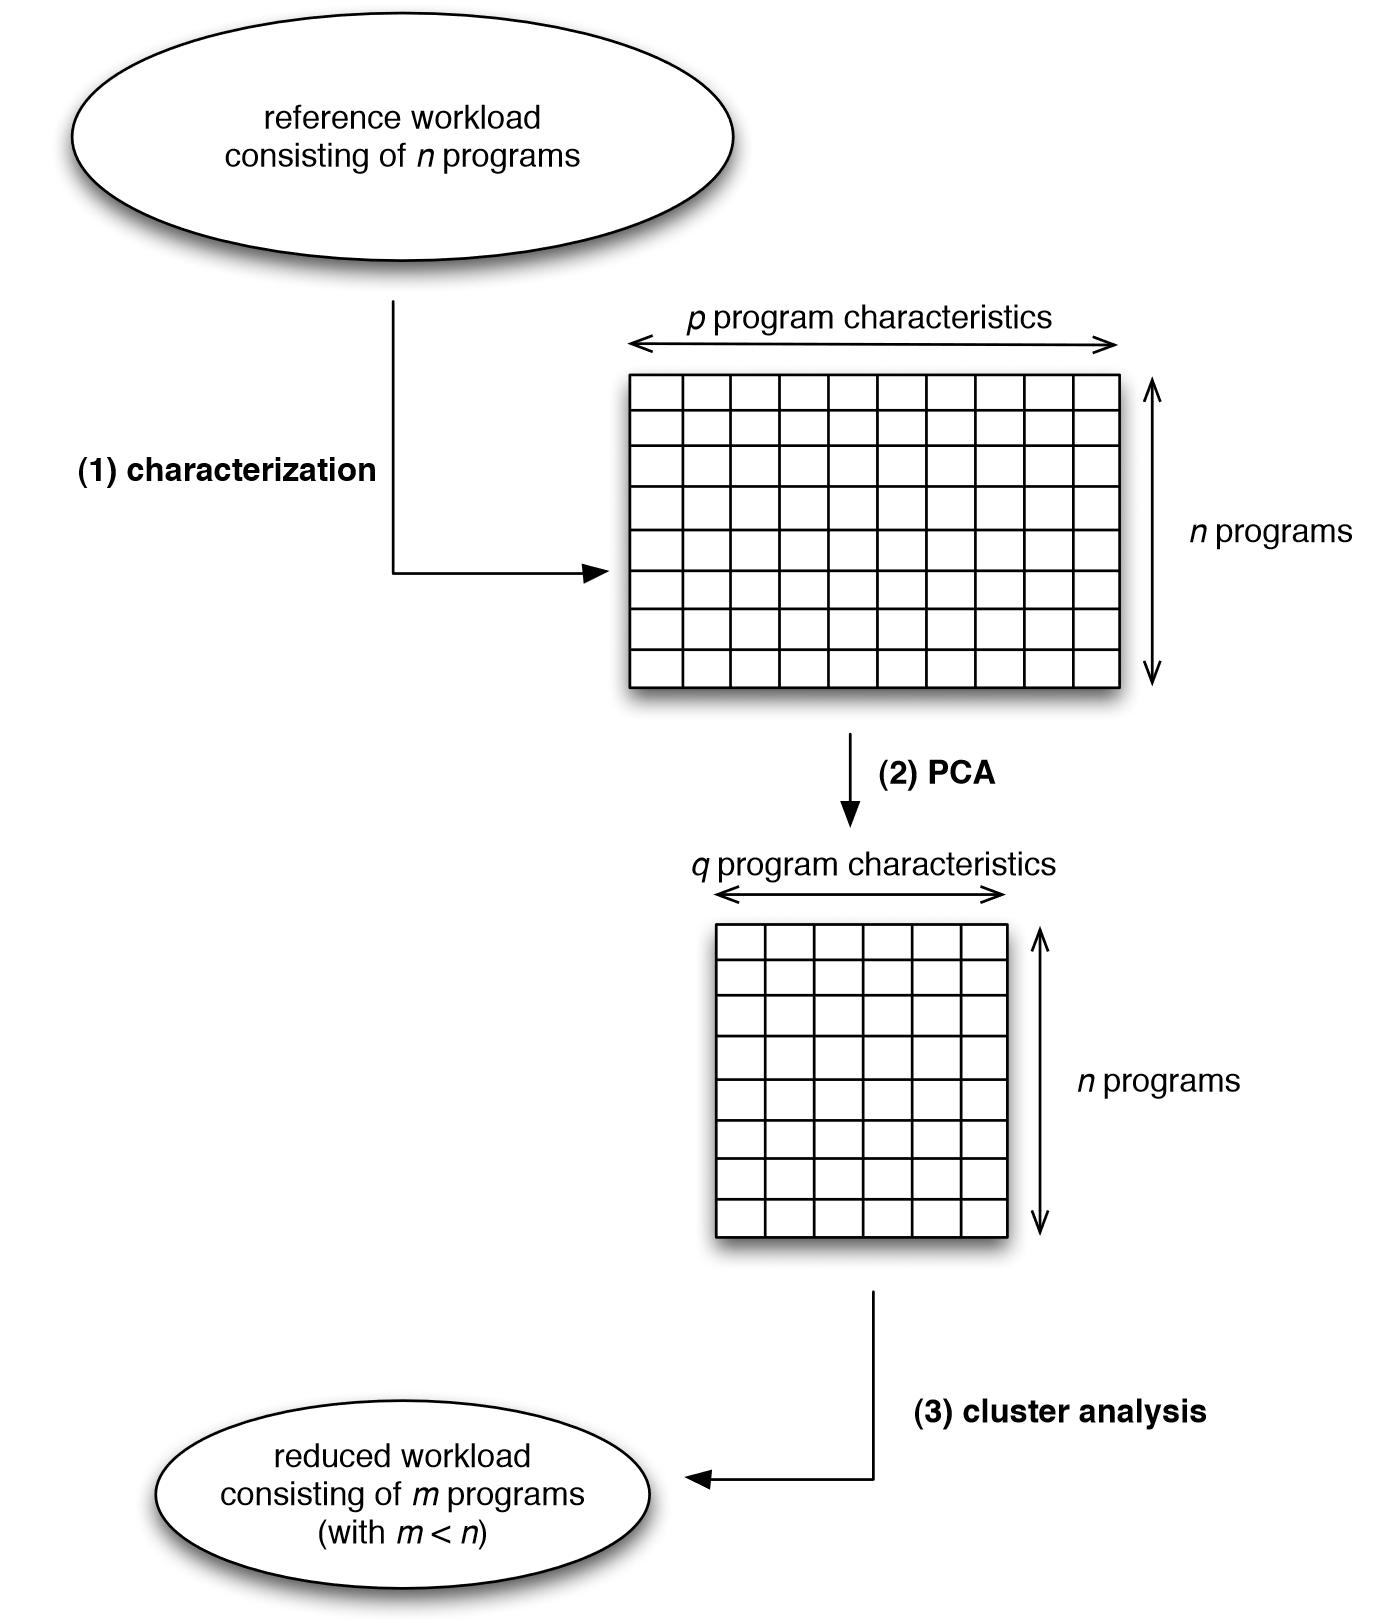 reference workload
consisting of n programs
p program characteristics
(1) characterization
n programs
(2) PCA
q program characteristics
n programs
(3) cluster analysis
reduced workload
consisting of m programs
(with m < n)